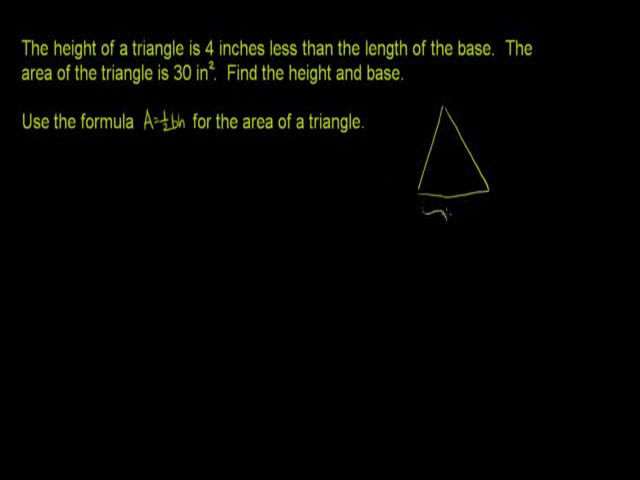 The height of a triangle is 4 inches less than the length of the base. The
area of the triangle is 30 in². Find the height and base.
Use the formula A=½bh for the area of a triangle.